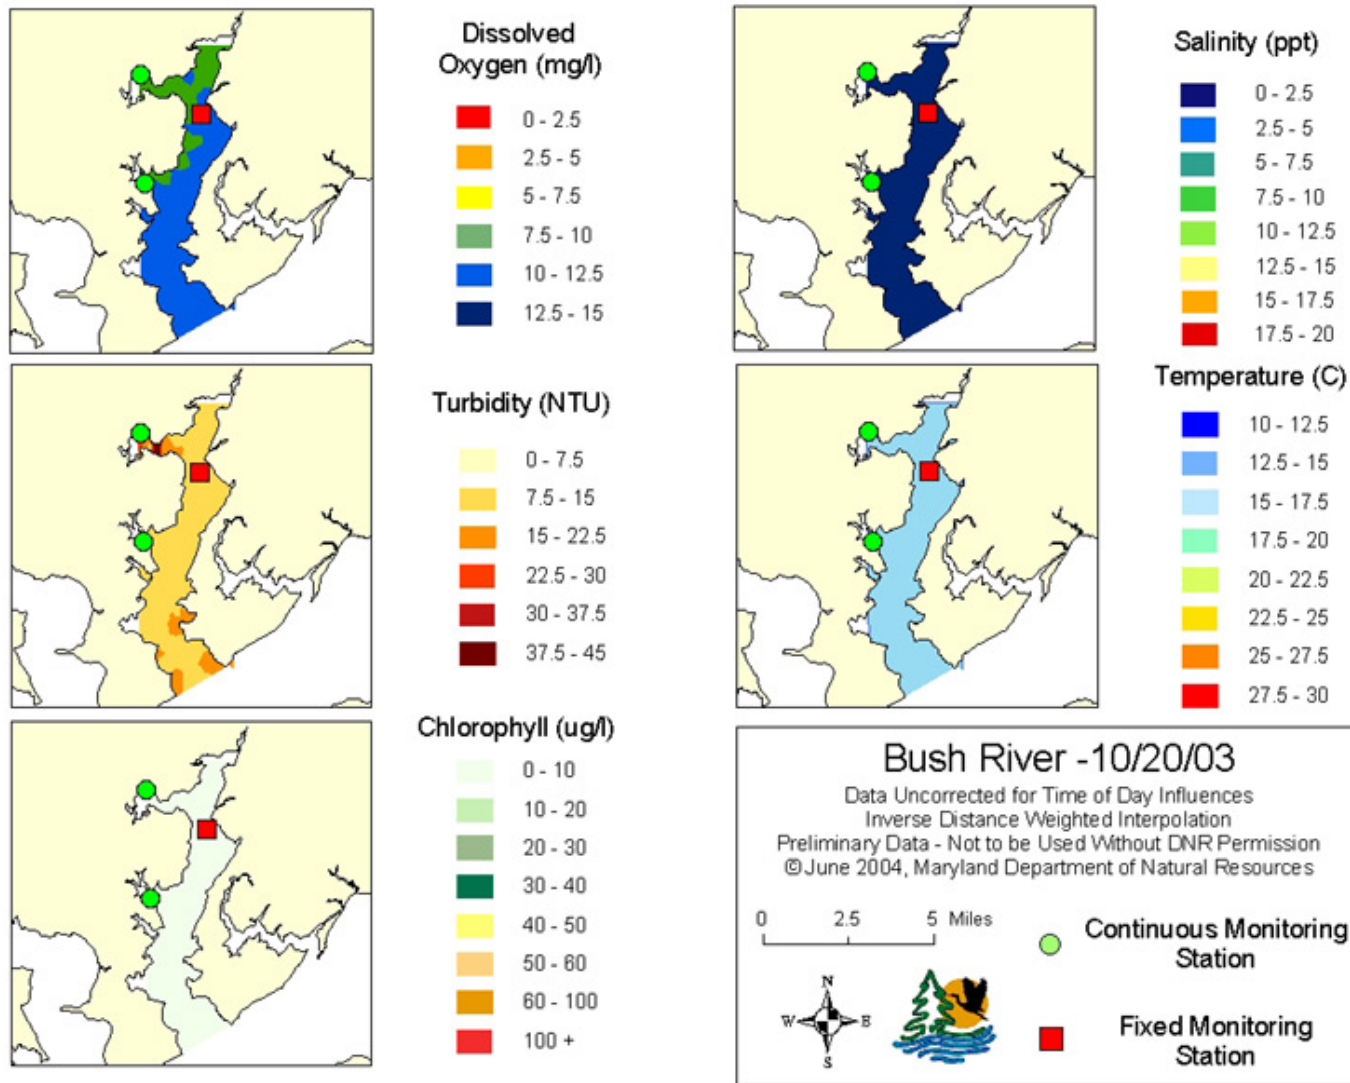 Dissolved
Oxygen (mg/l)
0 - 2.5
2.5 - 5
5 - 7.5
7.5 - 10
10 - 12.5
12.5 - 15
Salinity (ppt)
0 - 2.5
2.5 - 5
5 - 7.5
7.5 - 10
10 - 12.5
12.5 - 15
15 - 17.5
17.5 - 20
Turbidity (NTU)
0 - 7.5
7.5 - 15
15 - 22.5
22.5 - 30
30 - 37.5
37.5 - 45
Temperature (C)
10 - 12.5
12.5 - 15
15 - 17.5
17.5 - 20
20 - 22.5
22.5 - 25
25 - 27.5
27.5 - 30
Chlorophyll (ug/l)
0 - 10
10 - 20
20 - 30
30 - 40
40 - 50
50 - 60
60 - 100
100 +
Bush River -10/20/03
Data Uncorrected for Time of Day Influences
Inverse Distance Weighted Interpolation
Preliminary Data - Not to be Used Without DNR Permission
©June 2004, Maryland Department of Natural Resources
0 2.5 5 Miles
N
W E
S
Continuous Monitoring
Station
Fixed Monitoring
Station